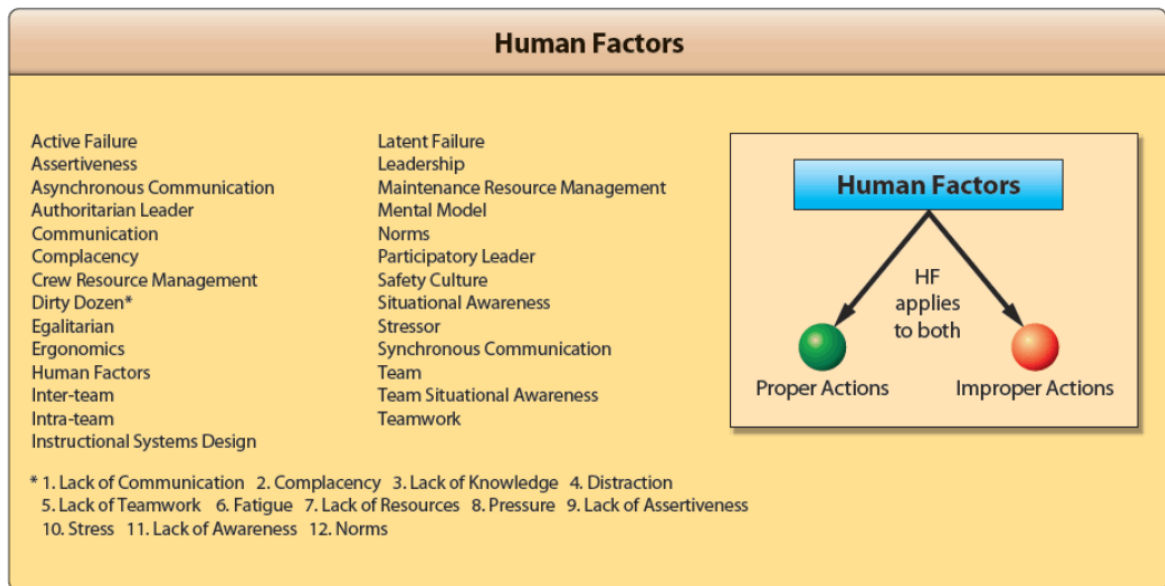 Human Factors
Active Failure
Assertiveness
Asynchronous Communication
Authoritarian Leader
Communication
Complacency
Crew Resource Management
Dirty Dozen*
Egalitarian
Ergonomics
Human Factors
Inter-team
Intra-team
Instructional Systems Design
Latent Failure
Leadership
Maintenance Resource Management
Mental Model
Norms
Participatory Leader
Safety Culture
Situational Awareness
Stressor
Synchronous Communication
Team
Team Situational Awareness
Teamwork
Human Factors
HF
applies
to both
Proper Actions
Improper Actions
* 1. Lack of Communication 2. Complacency 3. Lack of Knowledge 4. Distraction
5. Lack of Teamwork 6. Fatigue 7. Lack of Resources 8. Pressure 9. Lack of Assertiveness
10. Stress 11. Lack of Awareness 12. Norms